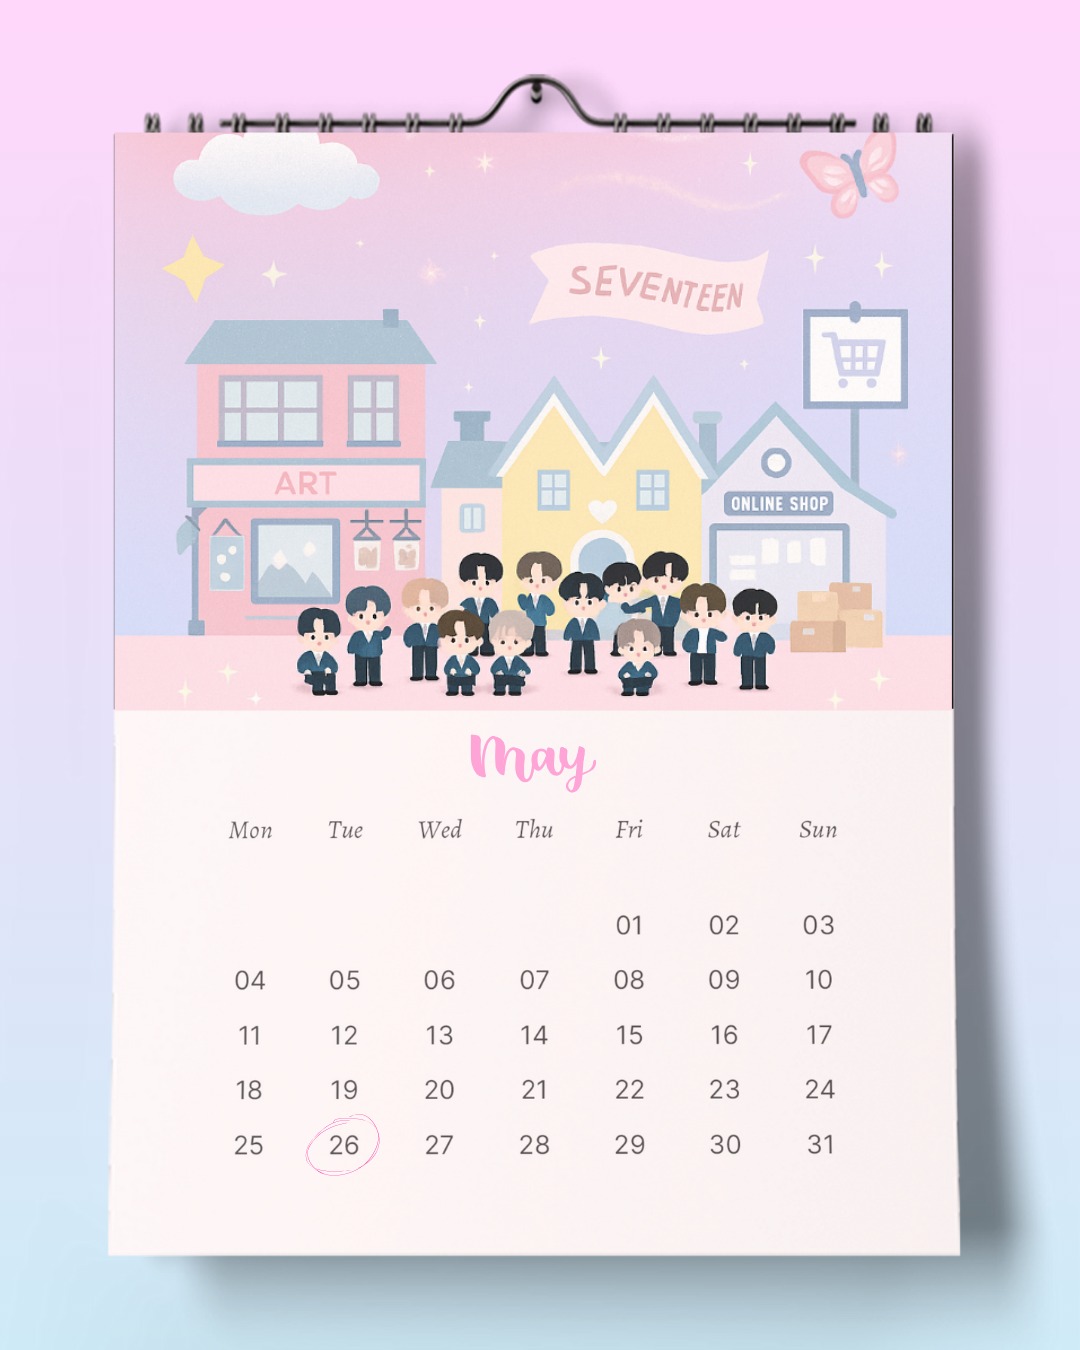 SEVENTEEN
ART
ONLINE SHOP
May
Mon Tue Wed Thu Fri Sat Sun
01 02 03
04 05 06 07 08 09 10
11 12 13 14 15 16 17
18 19 20 21 22 23 24
25 26 27 28 29 30 31